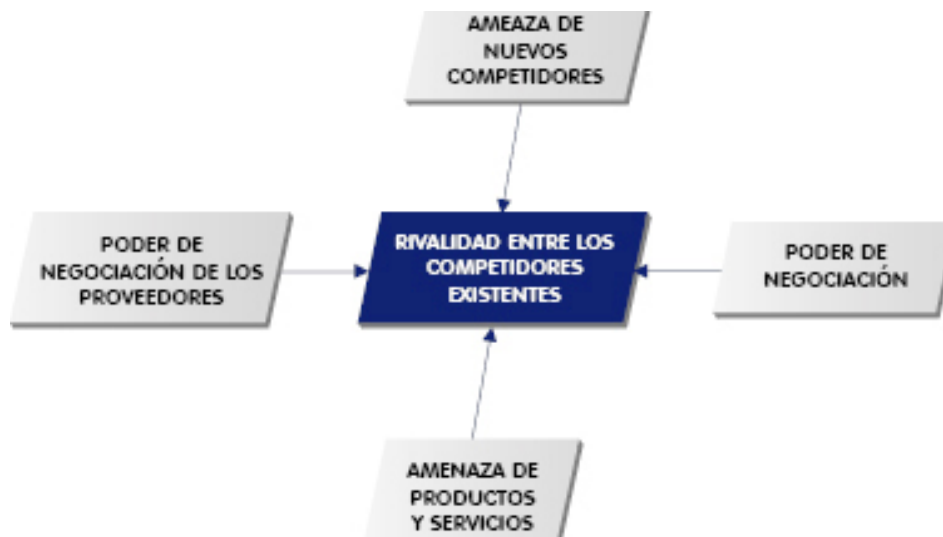 AMEAZA DE
NUEVOS
COMPETIDORES
PODER DE
NEGOCIACIÓN DE LOS
PROVEEDORES
RIVALIDAD ENTRE LOS
COMPETIDORES
EXISTENTES
PODER DE
NEGOCIACIÓN
AMENAZA DE
PRODUCTOS
Y SERVICIOS